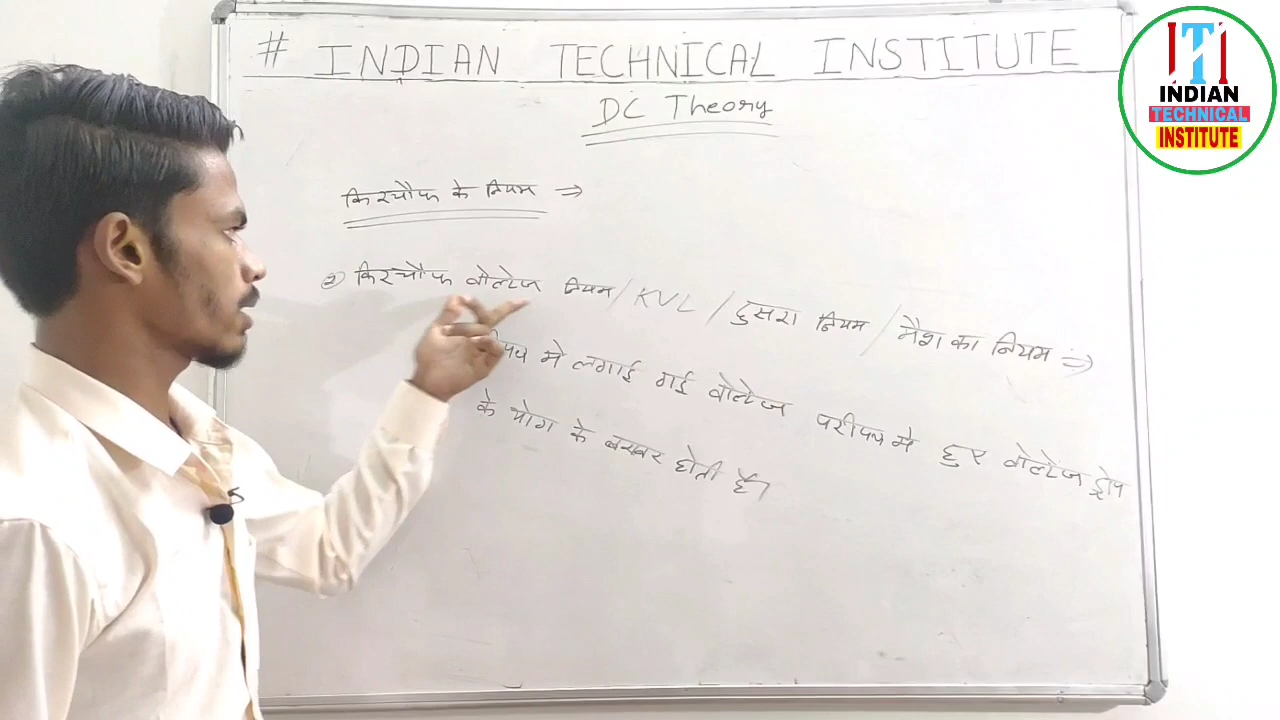 # INDIAN TECHNICAL INSTITUTE
DC Theory
किरचौफ के नियम ⇒
② किरचौफ वोल्टेज नियम / KVL / दुसरा नियम / मैश का नियम ⇒
मे लगाई गई वोल्टेज परीपथ मे हुए वोल्टेज ड्रोप
के योग के बराबर होती है।
ITI
INDIAN
TECHNICAL
INSTITUTE